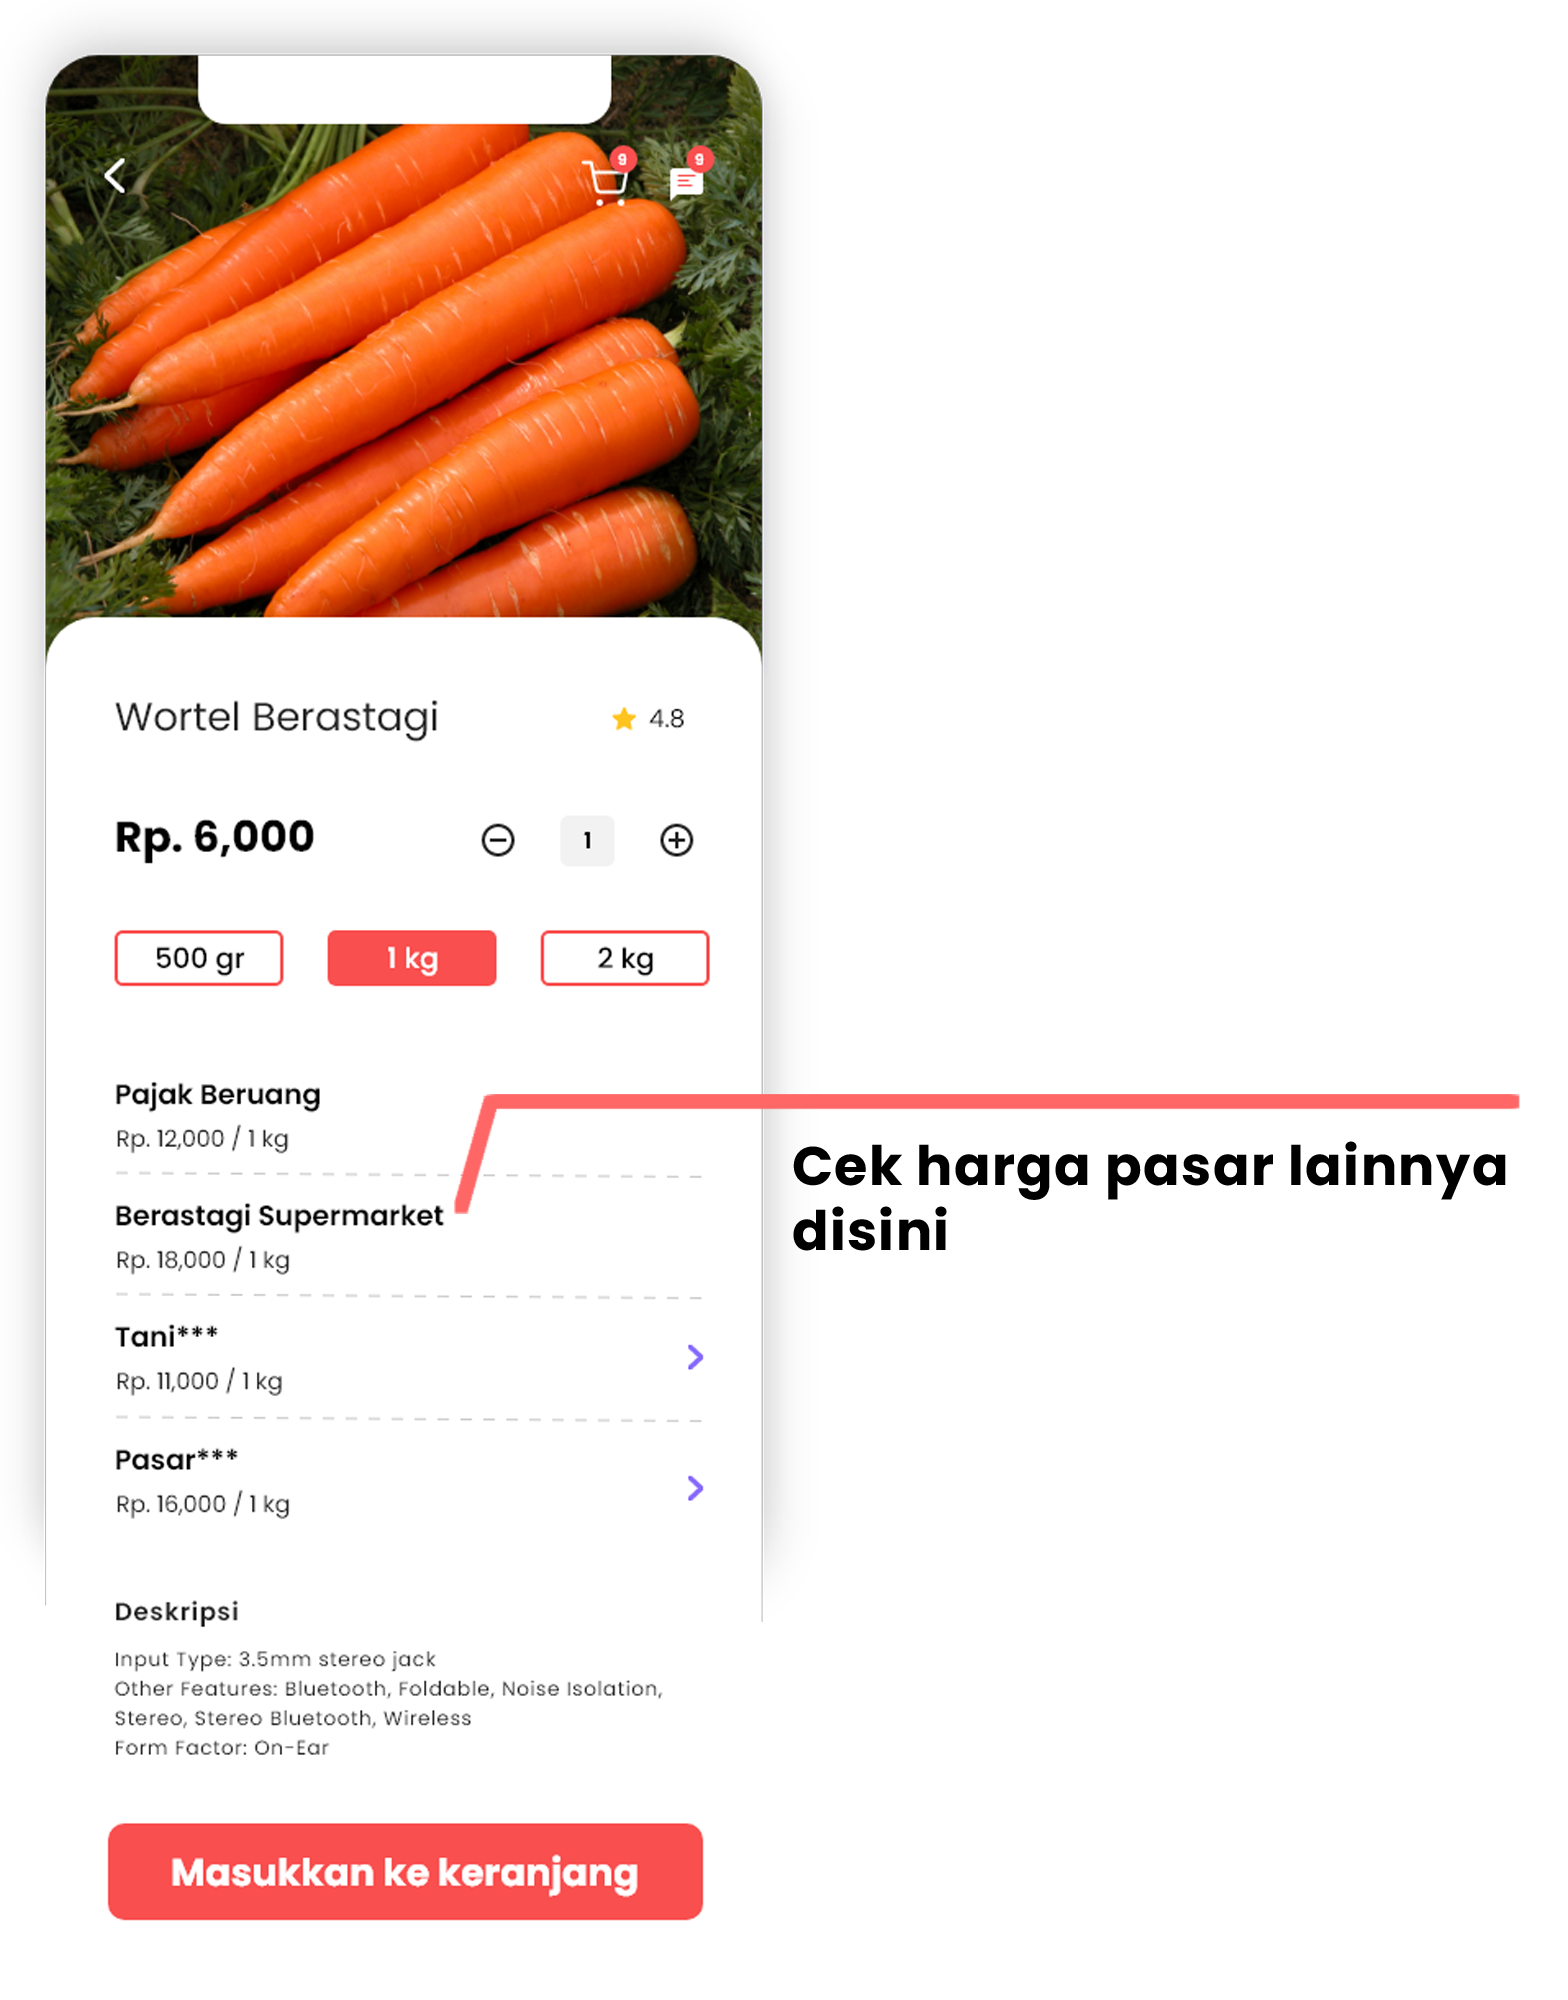 9
9
Wortel Berastagi
4.8
Rp. 6,000
1
500 gr
1 kg
2 kg
Pajak Beruang
Rp. 12,000 / 1 kg
Berastagi Supermarket
Rp. 18,000 / 1 kg
Tani***
Rp. 11,000 / 1 kg
Pasar***
Rp. 16,000 / 1 kg
Cek harga pasar lainnya
disini
Deskripsi
Input Type: 3.5mm stereo jack
Other Features: Bluetooth, Foldable, Noise Isolation,
Stereo, Stereo Bluetooth, Wireless
Form Factor: On-Ear
Masukkan ke keranjang